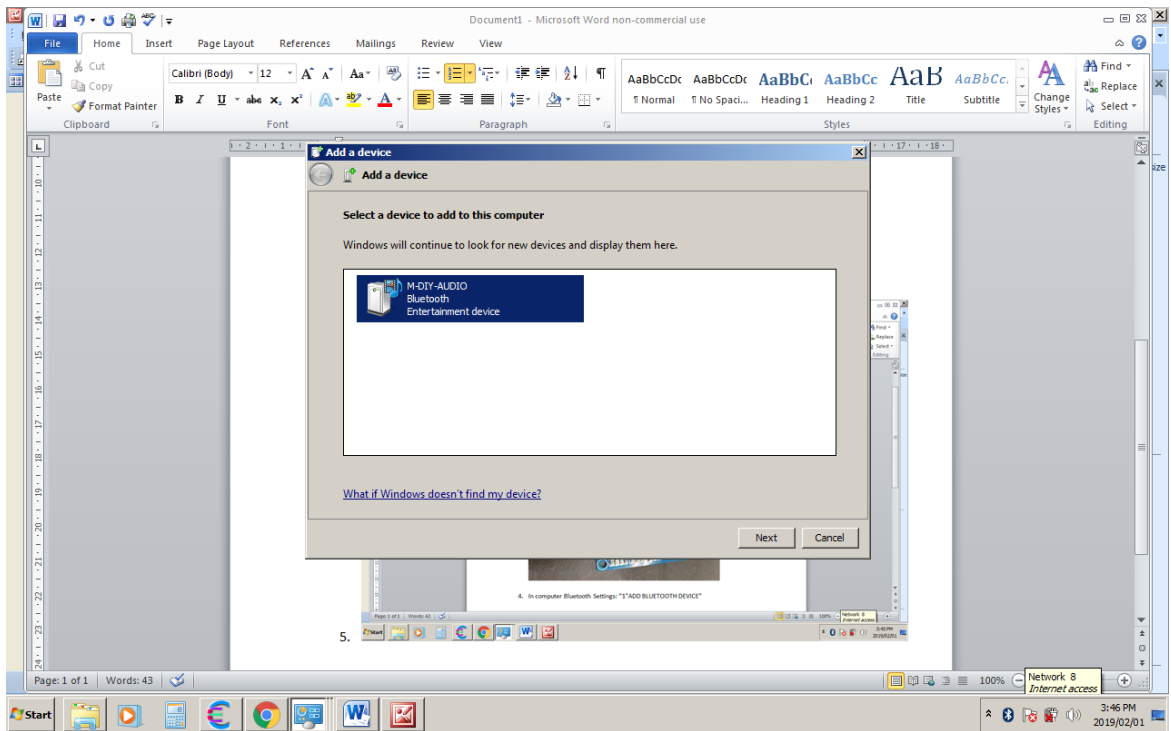 Document1 - Microsoft Word non-commercial use
File Home Insert Page Layout References Mailings Review View
Paste
Cut
Copy
Format Painter
Clipboard
Calibri (Body) 12
Font
Paragraph
AaBbCcDc AaBbCcDc AaBbC AaBbCc AaB AaBbCc.
¶ Normal ¶ No Spaci... Heading 1 Heading 2 Title Subtitle
Change Styles
Styles
Find
Replace
Select
Editing
Add a device
Add a device
Select a device to add to this computer
Windows will continue to look for new devices and display them here.
M-DIY-AUDIO
Bluetooth
Entertainment device
What if Windows doesn't find my device?
Next Cancel
4. In computer Bluetooth Settings: "1"ADD BLUETOOTH DEVICE"
5.
Page: 1 of 1 Words: 43
100%
Network 8
Internet access
Start
3:46 PM
2019/02/01